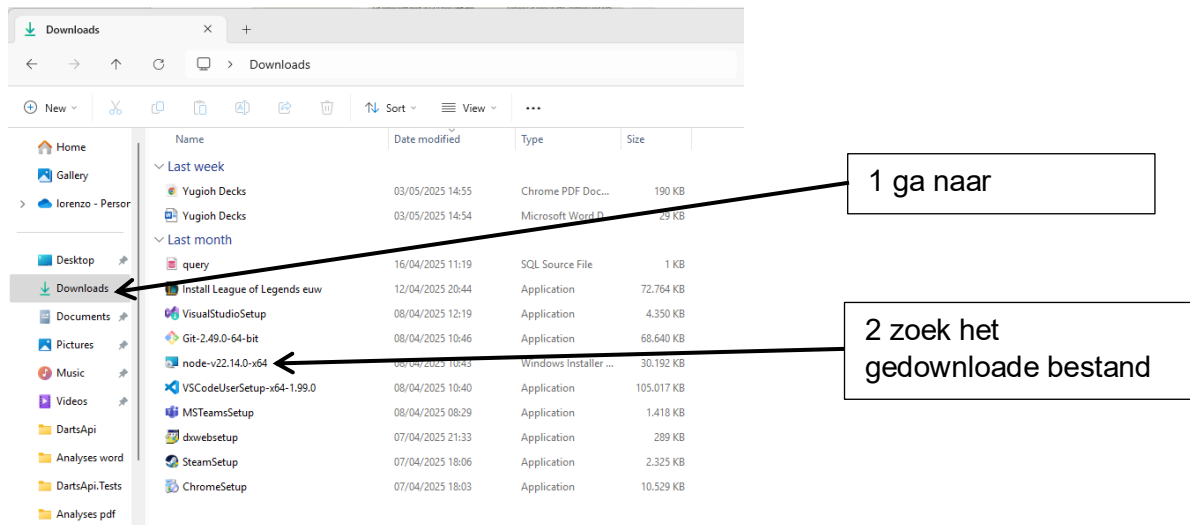 Downloads
Downloads
New
Sort
View
Name Date modified Type Size
Home
Gallery
lorenzo - Person
Desktop
Downloads
Documents
Pictures
Music
Videos
DartsApi
Analyses word
DartsApi.Tests
Analyses pdf
Last week
Yugioh Decks 03/05/2025 14:55 Chrome PDF Doc... 190 KB
Yugioh Decks 03/05/2025 14:54 Microsoft Word D... 29 KB
Last month
query 16/04/2025 11:19 SQL Source File 1 KB
Install League of Legends euw 12/04/2025 20:44 Application 72.764 KB
VisualStudioSetup 08/04/2025 12:19 Application 4.350 KB
Git-2.49.0-64-bit 08/04/2025 10:46 Application 68.640 KB
node-v22.14.0-x64 08/04/2025 10:43 Windows Installer ... 30.192 KB
VSCodeUserSetup-x64-1.99.0 08/04/2025 10:40 Application 105.017 KB
MSTeamsSetup 08/04/2025 08:29 Application 1.418 KB
dxwebsetup 07/04/2025 21:33 Application 289 KB
SteamSetup 07/04/2025 18:06 Application 2.325 KB
ChromeSetup 07/04/2025 18:03 Application 10.529 KB
1 ga naar
2 zoek het
gedownloade bestand